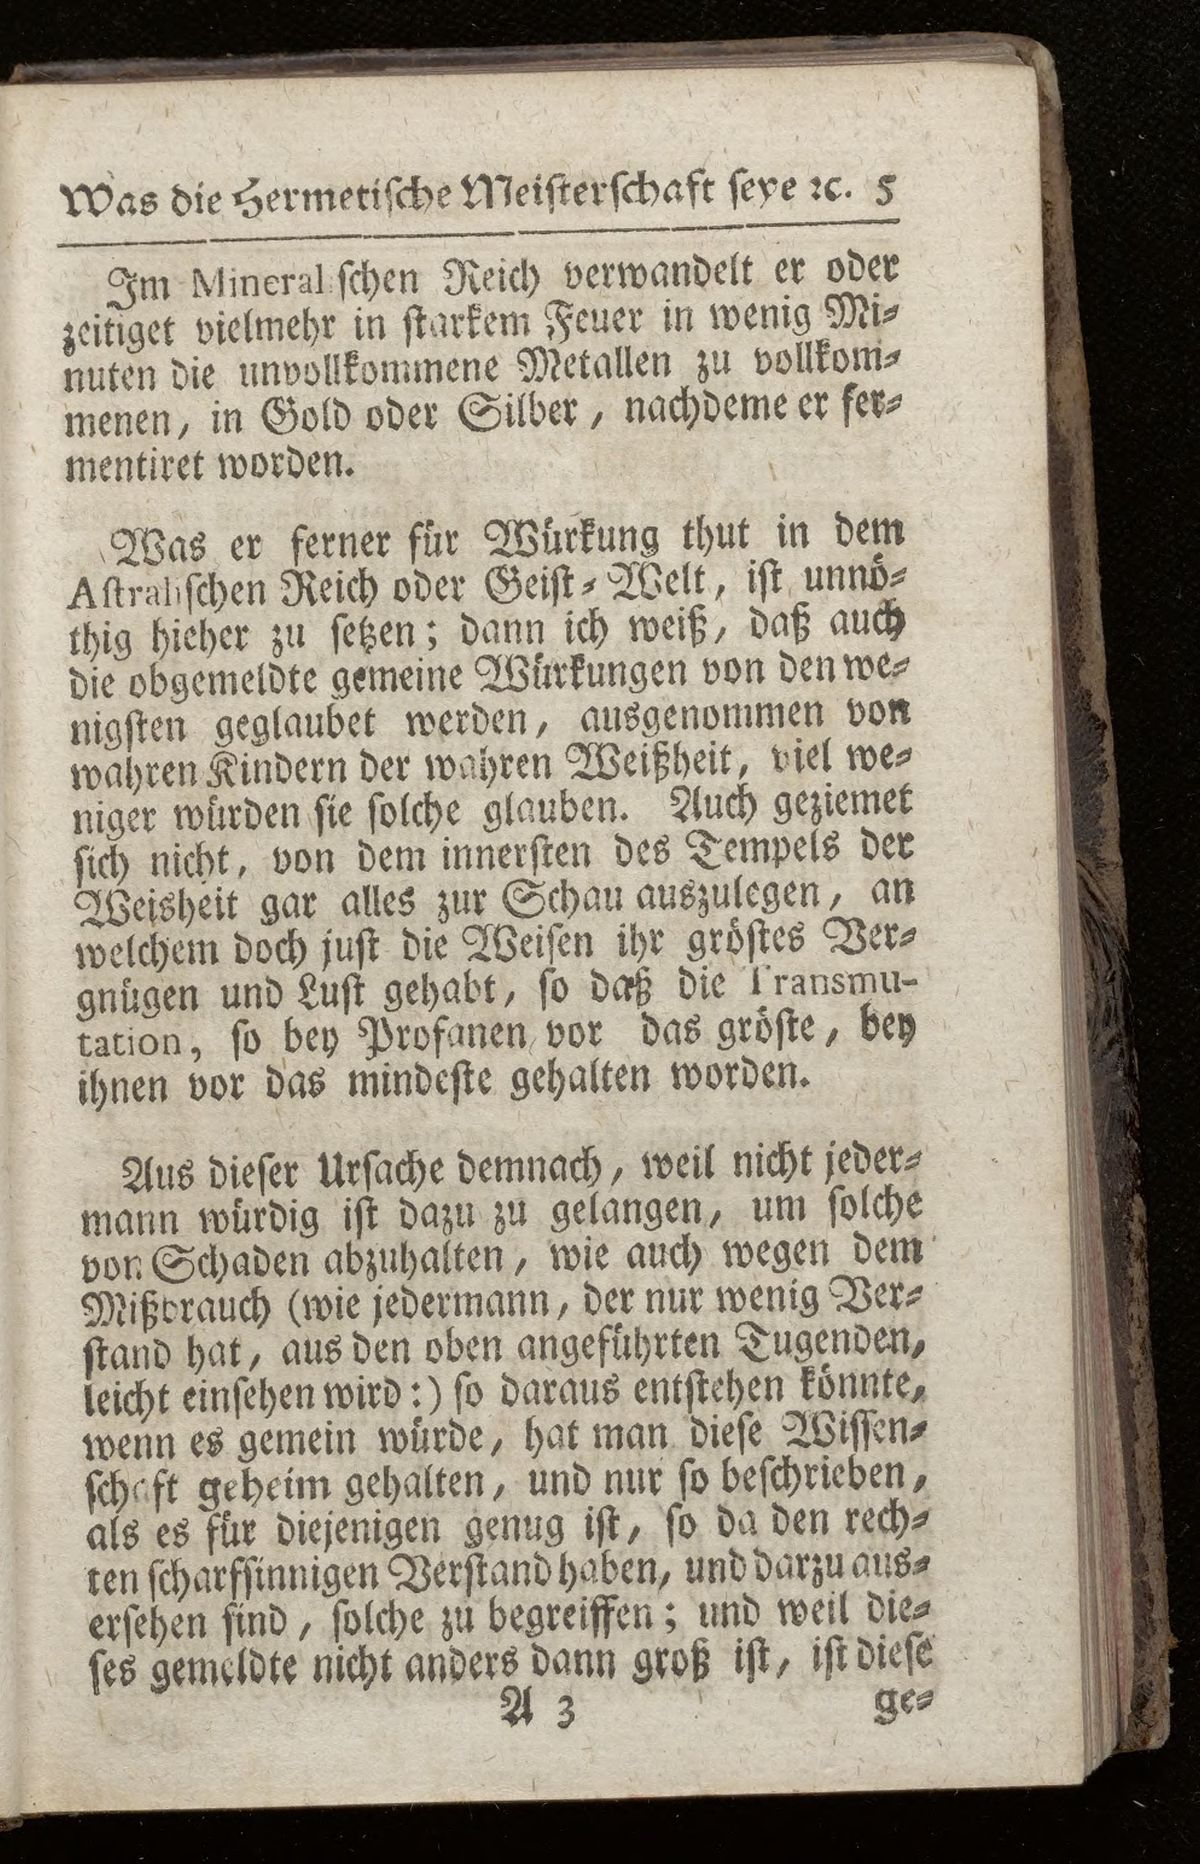 Was die Hermetiſche Meiſterſchaft ſeye ꝛc. 5
Im Mineraliſchen Reich verwandelt er oder
zeitiget vielmehr in ſtarkem Feuer in wenig Mi⸗
nuten die unvollkommene Metallen zu vollkom⸗
menen, in Gold oder Silber, nachdeme er fer⸗
mentiret worden.
Was er ferner für Würkung thut in dem
Aſtraliſchen Reich oder Geiſt⸗Welt, iſt unnö⸗
thig hieher zu ſetzen; dann ich weiß, daß auch
die obgemeldte gemeine Würkungen von den we⸗
nigſten geglaubet werden, ausgenommen von
wahren Kindern der wahren Weißheit, viel we⸗
niger würden ſie ſolche glauben. Auch geziemet
ſich nicht, von dem innerſten des Tempels der
Weisheit gar alles zur Schau auszulegen, an
welchem doch juſt die Weiſen ihr gröſtes Ver⸗
gnügen und Luſt gehabt, ſo daß die Transmu-
tation, ſo bey Profanen vor das gröſte, bey
ihnen vor das mindeſte gehalten worden.
Aus dieſer Urſache demnach, weil nicht jeder⸗
mann würdig iſt dazu zu gelangen, um ſolche
von Schaden abzuhalten, wie auch wegen dem
Mißbrauch (wie jedermann, der nur wenig Ver⸗
ſtand hat, aus den oben angeführten Tugenden,
leicht einſehen wird:) ſo daraus entſtehen könnte,
wenn es gemein würde, hat man dieſe Wiſſen⸗
ſchaft geheim gehalten, und nur ſo beſchrieben,
als es für diejenigen genug iſt, ſo da den rech⸗
ten ſcharfſinnigen Verſtand haben, und darzu aus⸗
erſehen ſind, ſolche zu begreiffen; und weil die⸗
ſes gemeldte nicht anders dann groß iſt, iſt dieſe
A 3 ge⸗